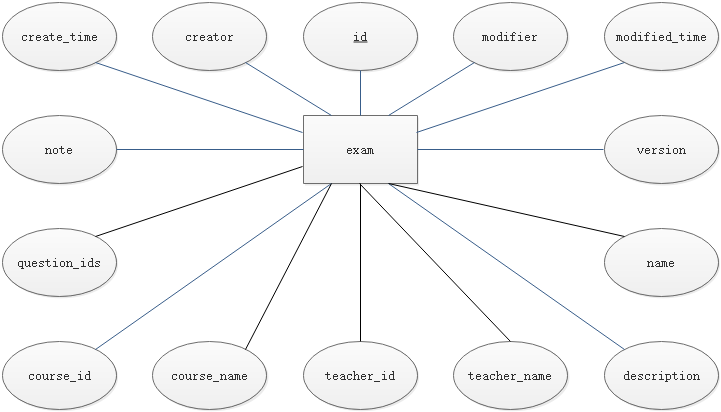 create_time
creator
id
modifier
modified_time
note
exam
version
question_ids
name
course_id
course_name
teacher_id
teacher_name
description